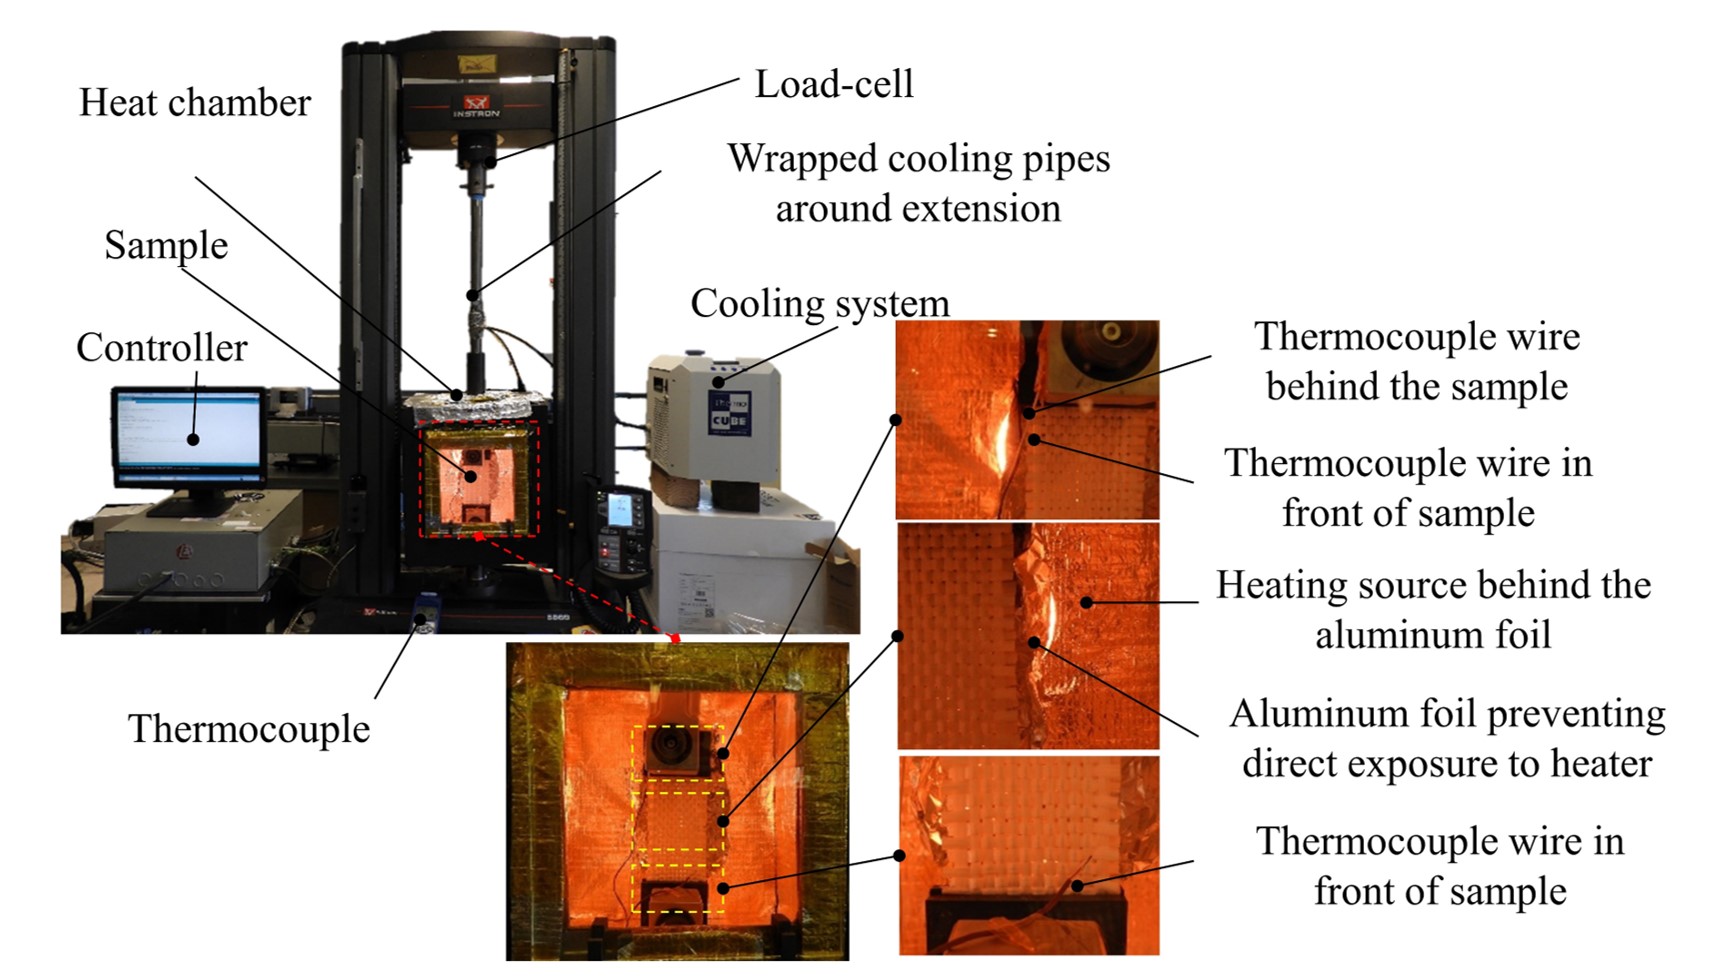 Heat chamber
Load-cell
INSTRON
Wrapped cooling pipes
around extension
Sample
Cooling system
Controller
CUBE
Thermocouple wire
behind the sample
Thermocouple wire in
front of sample
Heating source behind the
aluminum foil
Thermocouple
Aluminum foil preventing
direct exposure to heater
Thermocouple wire in
front of sample